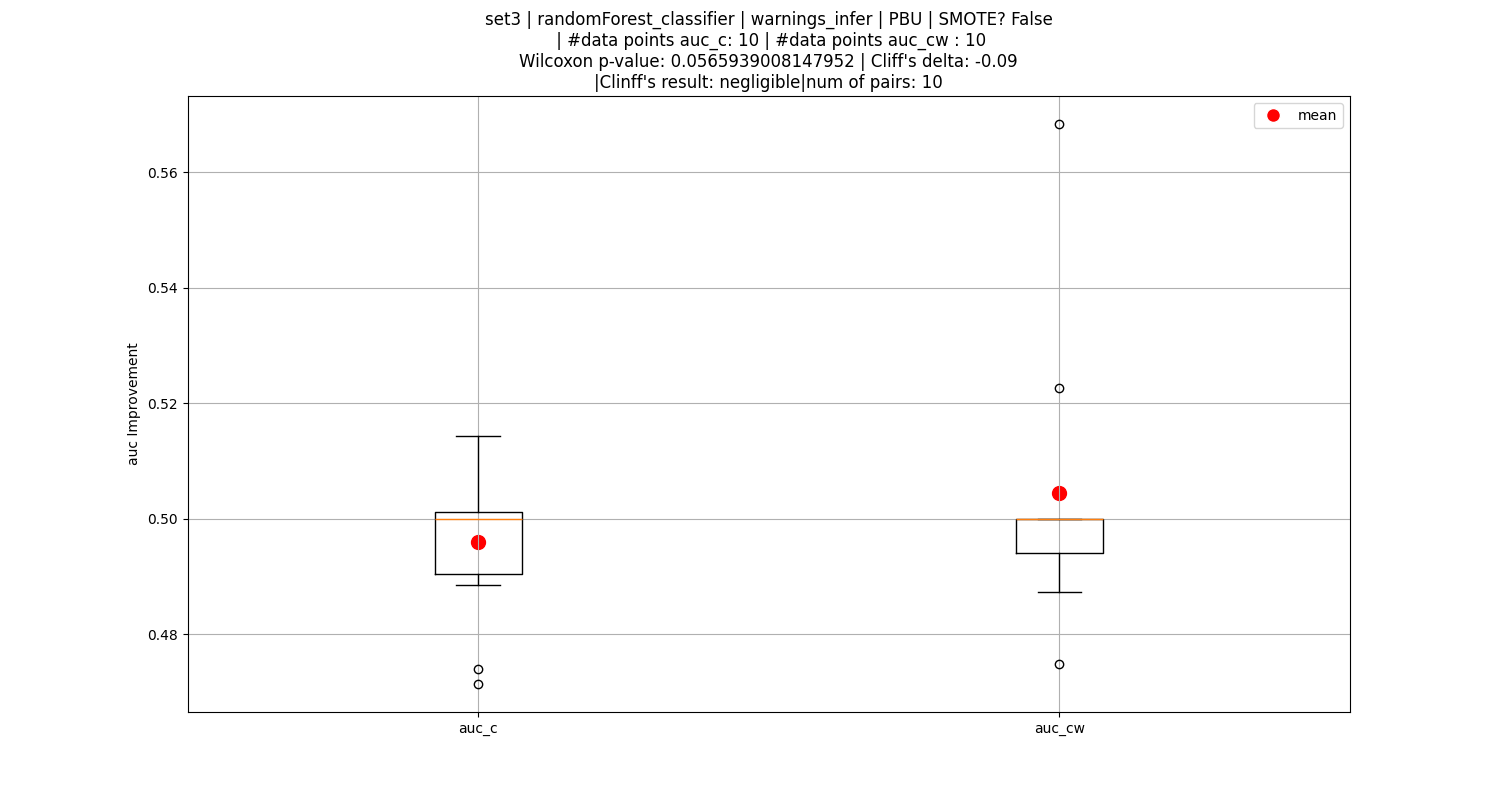 set3 | randomForest_classifier | warnings_infer | PBU | SMOTE? False
| #data points auc_c: 10 | #data points auc_cw : 10
Wilcoxon p-value: 0.0565939008147952 | Cliff's delta: -0.09
|Clinff's result: negligible|num of pairs: 10
mean
0.56
0.54
0.52
0.50
0.48
auc Improvement
auc_c
auc_cw